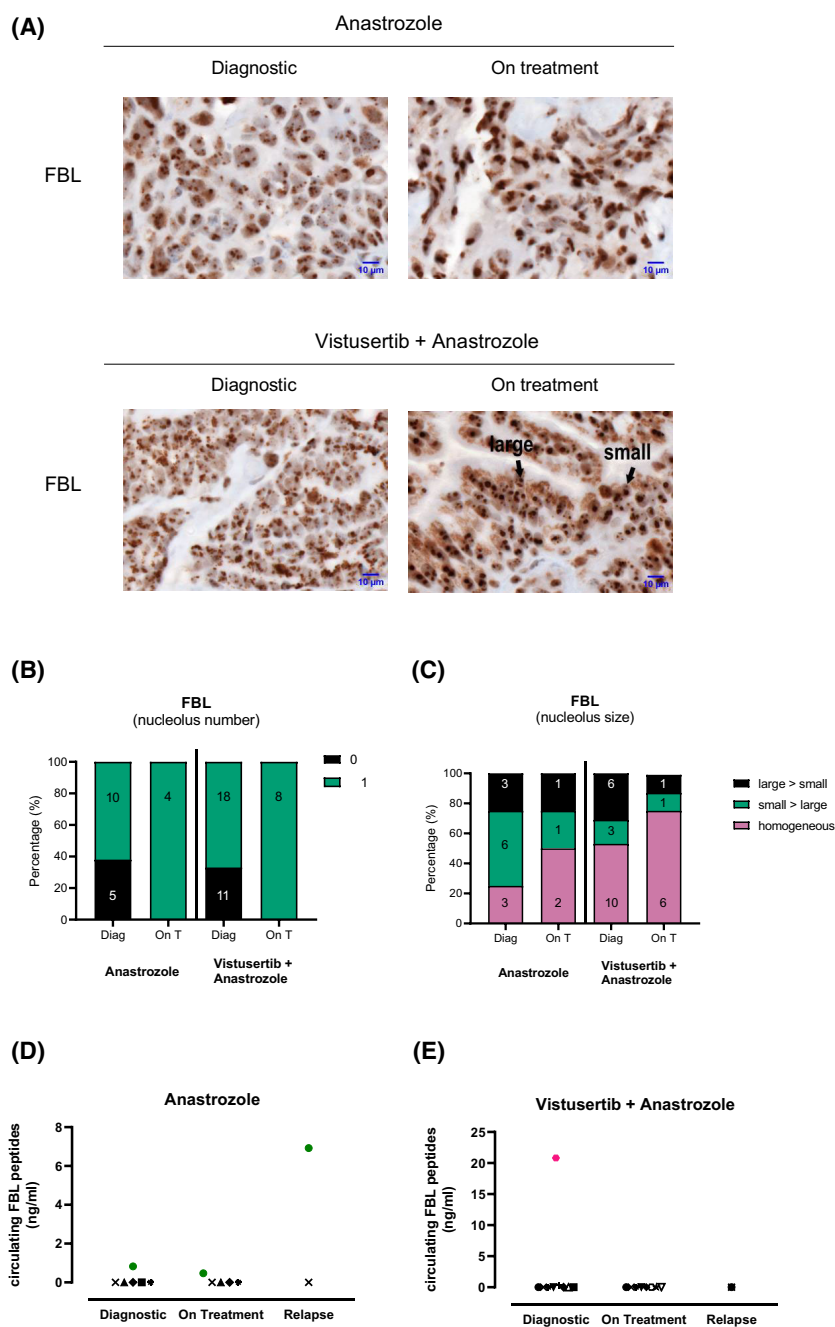 (A)
Anastrozole
Diagnostic
On treatment
FBL
10 µm
10 µm
Vistusertib + Anastrozole
Diagnostic
On treatment
FBL
large
small
10 µm
10 µm
(B)
FBL
(nucleolus number)
Percentage (%)
100
80
60
40
20
0
10
4
18
8
5
11
0
1
Diag
On T
Diag
On T
Anastrozole
Vistusertib +
Anastrozole
(C)
FBL
(nucleolus size)
Percentage (%)
100
90
80
70
60
50
40
30
20
10
0
3
1
6
1
6
1
3
1
3
2
10
6
large > small
small > large
homogeneous
Diag
On T
Diag
On T
Anastrozole
Vistusertib +
Anastrozole
(D)
Anastrozole
circulating FBL peptides
(ng/ml)
8
6
4
2
0
Diagnostic
On Treatment
Relapse
(E)
Vistusertib + Anastrozole
circulating FBL peptides
(ng/ml)
25
20
15
10
5
0
Diagnostic
On Treatment
Relapse